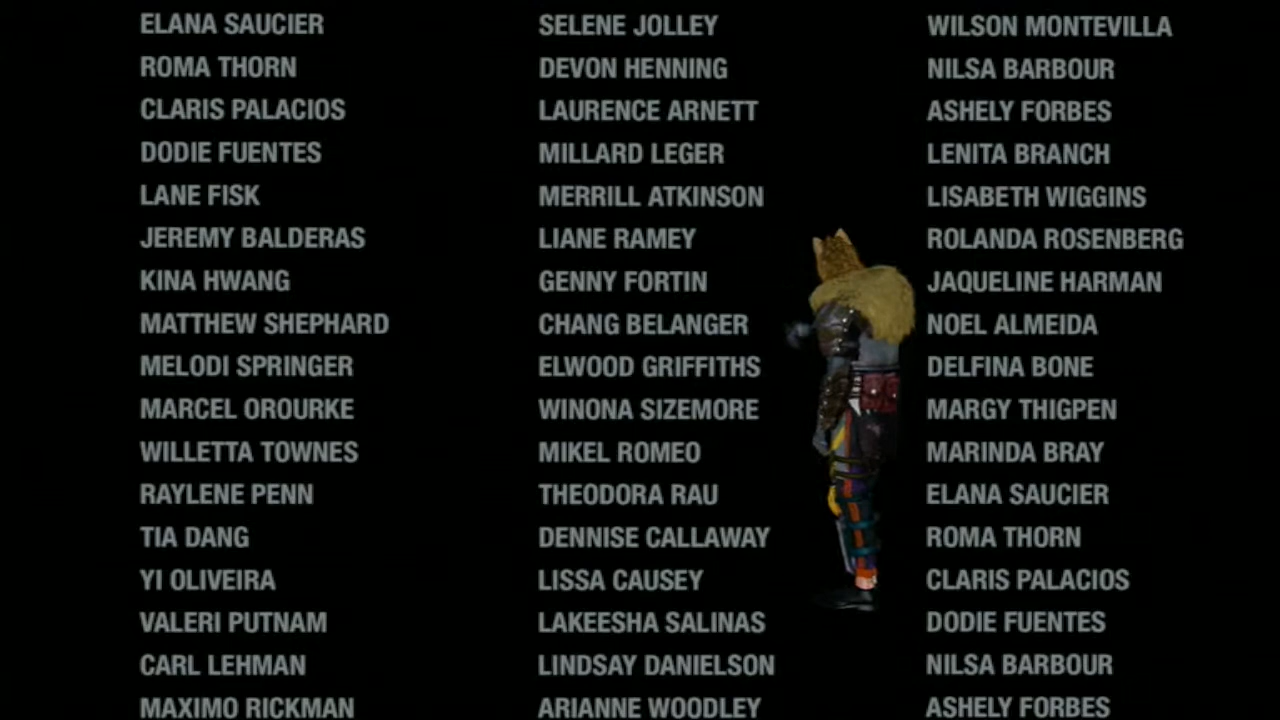 ELANA SAUCIER
ROMA THORN
CLARIS PALACIOS
DODIE FUENTES
LANE FISK
JEREMY BALDERAS
KINA HWANG
MATTHEW SHEPHARD
MELODI SPRINGER
MARCEL OROURKE
WILLETTA TOWNES
RAYLENE PENN
TIA DANG
YI OLIVEIRA
VALERI PUTNAM
CARL LEHMAN
MAXIMO RICKMAN
SELENE JOLLEY
DEVON HENNING
LAURENCE ARNETT
MILLARD LEGER
MERRILL ATKINSON
LIANE RAMEY
GENNY FORTIN
CHANG BELANGER
ELWOOD GRIFFITHS
WINONA SIZEMORE
MIKEL ROMEO
THEODORA RAU
DENNISE CALLAWAY
LISSA CAUSEY
LAKEESHA SALINAS
LINDSAY DANIELSON
ARIANNE WOODLEY
WILSON MONTEVILLA
NILSA BARBOUR
ASHELY FORBES
LENITA BRANCH
LISABETH WIGGINS
ROLANDA ROSENBERG
JAQUELINE HARMAN
NOEL ALMEIDA
DELFINA BONE
MARGY THIGPEN
MARINDA BRAY
ELANA SAUCIER
ROMA THORN
CLARIS PALACIOS
DODIE FUENTES
NILSA BARBOUR
ASHELY FORBES